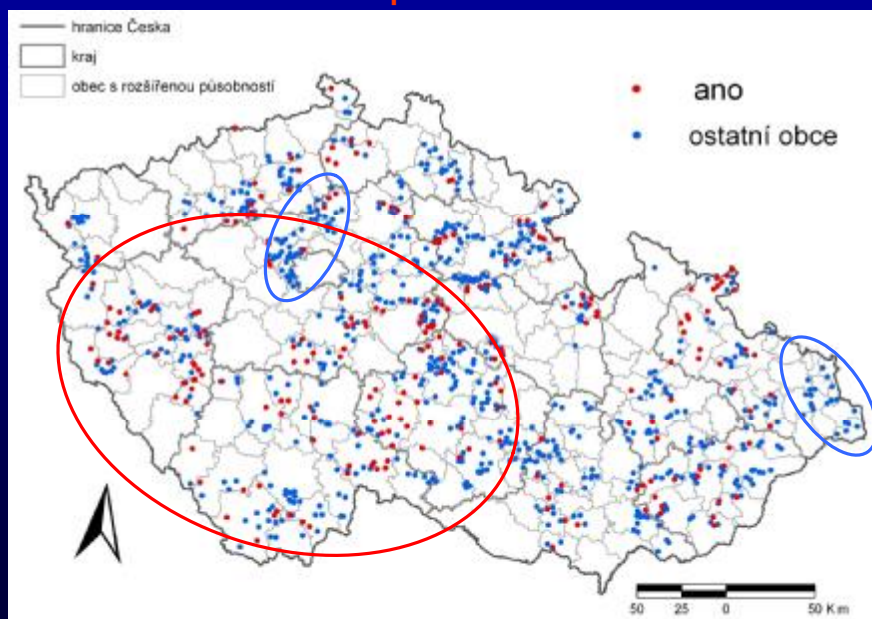 hranice Česka
kraj
obec s rozšířenou působností
ano
ostatní obce
50 25 0 50 Km